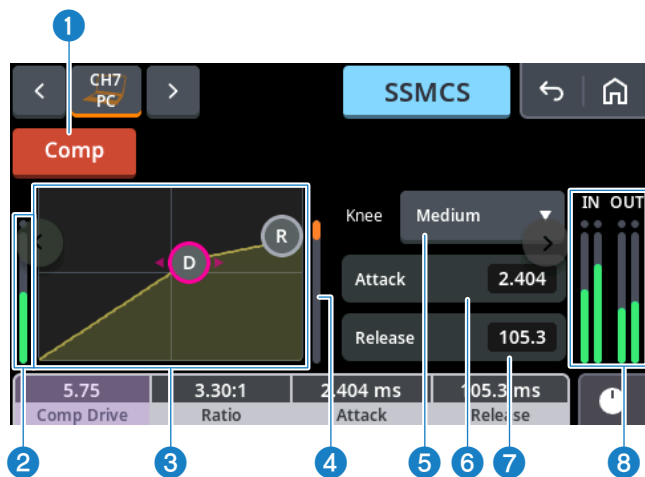 1
CH7
PC
SSMCS
Comp
IN OUT
Knee Medium
R
D
Attack 2.404
Release 105.3
5.75 3.30:1 2.404 ms 105.3 ms
Comp Drive Ratio Attack Release
2 3 4 5 6 7 8